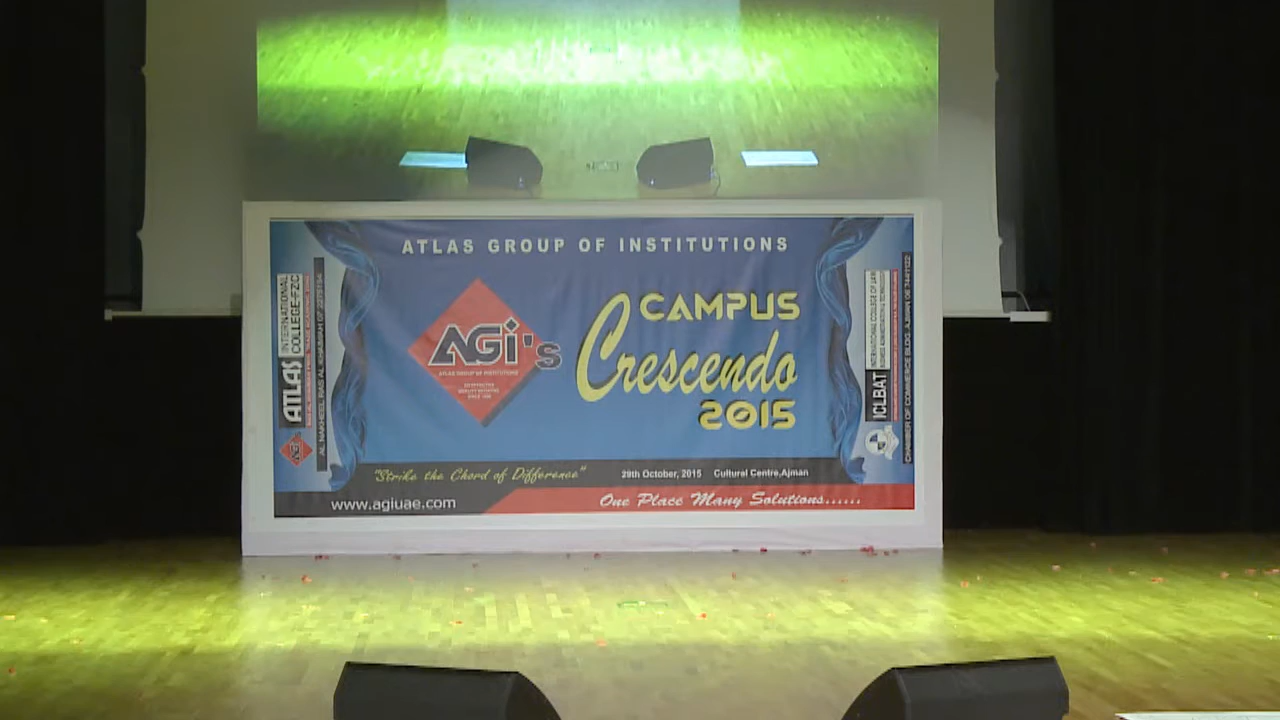 ATLAS GROUP OF INSTITUTIONS
AGi's
ATLAS GROUP OF INSTITUTIONS
CAMPUS
Crescendo
2015
ATLAS INTERNATIONAL
COLLEGE-FZC
ICLBAT
"Strike the Chord of Difference"
29th October, 2015 Cultural Centre,Ajman
www.agiuae.com
One Place Many Solutions......